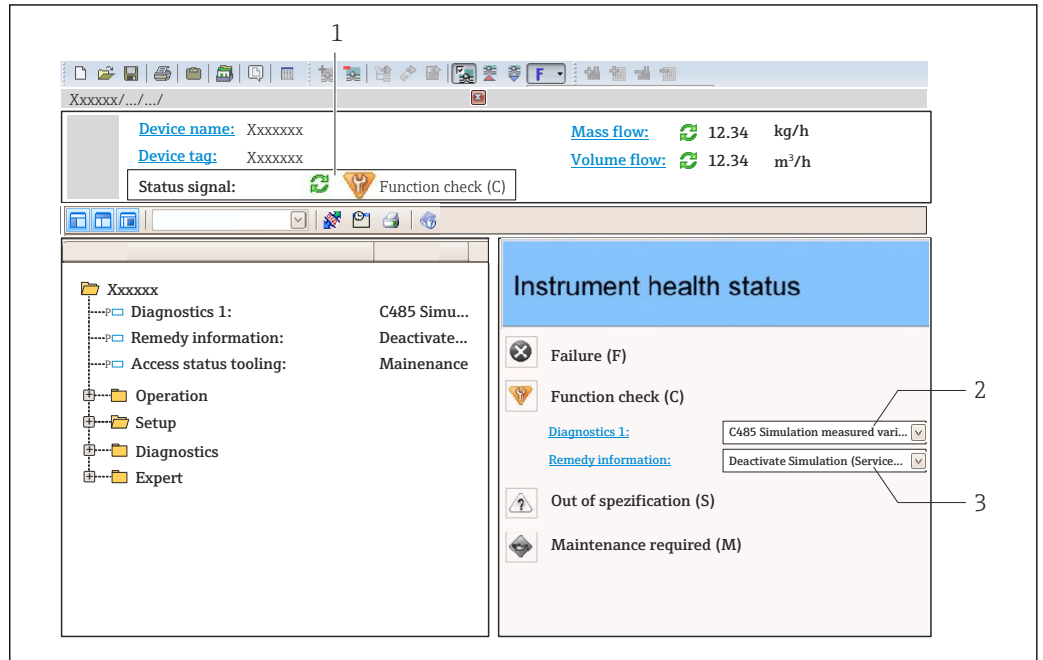 1
F
Xxxxxx/.../.../
Device name: Xxxxxxx
Mass flow: 12.34 kg/h
Device tag: Xxxxxxx
Volume flow: 12.34 m³/h
Status signal: Function check (C)
Instrument health status
Xxxxxx
Diagnostics 1: C485 Simu...
Remedy information: Deactivate...
Access status tooling: Mainenance
Operation
Setup
Diagnostics
Expert
Failure (F)
Function check (C)
2
Diagnostics 1: C485 Simulation measured vari...
Remedy information: Deactivate Simulation (Service...
Out of spezification (S)
3
Maintenance required (M)